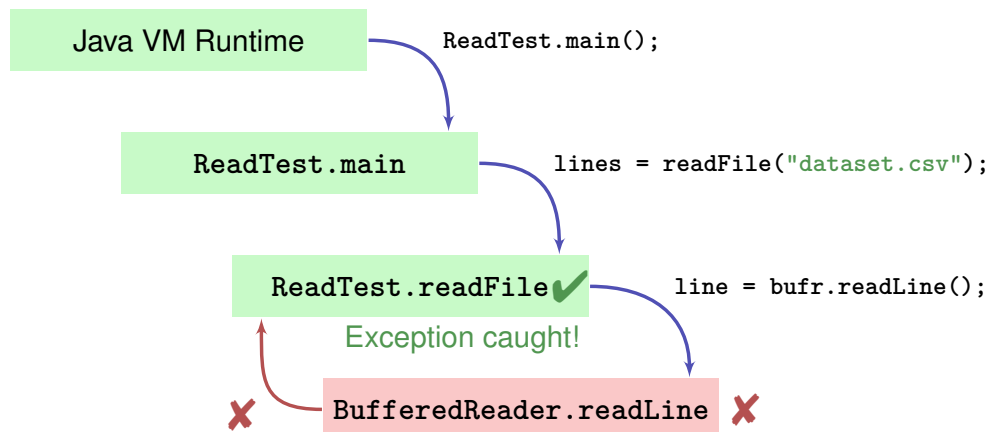 Java VM Runtime
ReadTest.main();
ReadTest.main
lines = readFile("dataset.csv");
ReadTest.readFile
line = bufr.readLine();
Exception caught!
BufferedReader.readLine